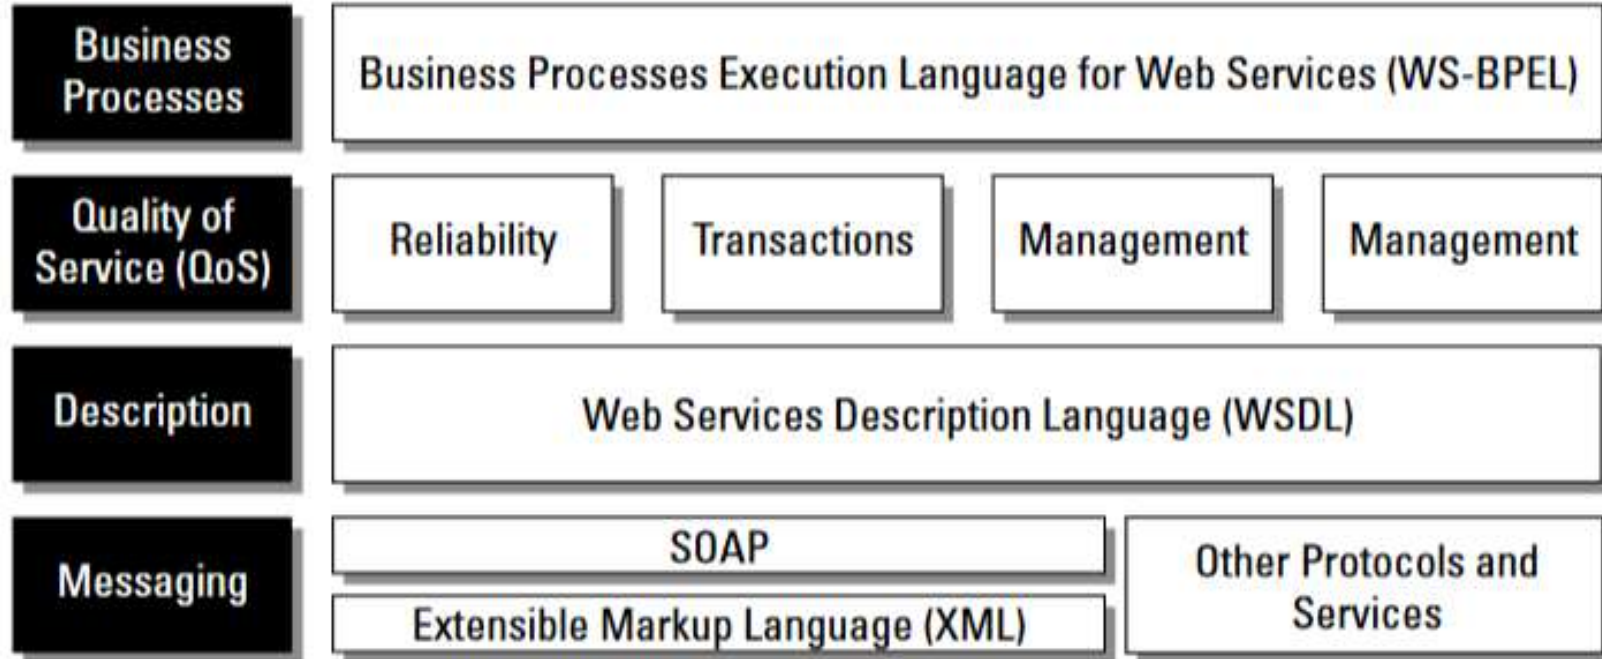 Business
Processes
Business Processes Execution Language for Web Services (WS-BPEL)
Quality of
Service (QoS)
Reliability
Transactions
Management
Management
Description
Web Services Description Language (WSDL)
Messaging
SOAP
Extensible Markup Language (XML)
Other Protocols and
Services